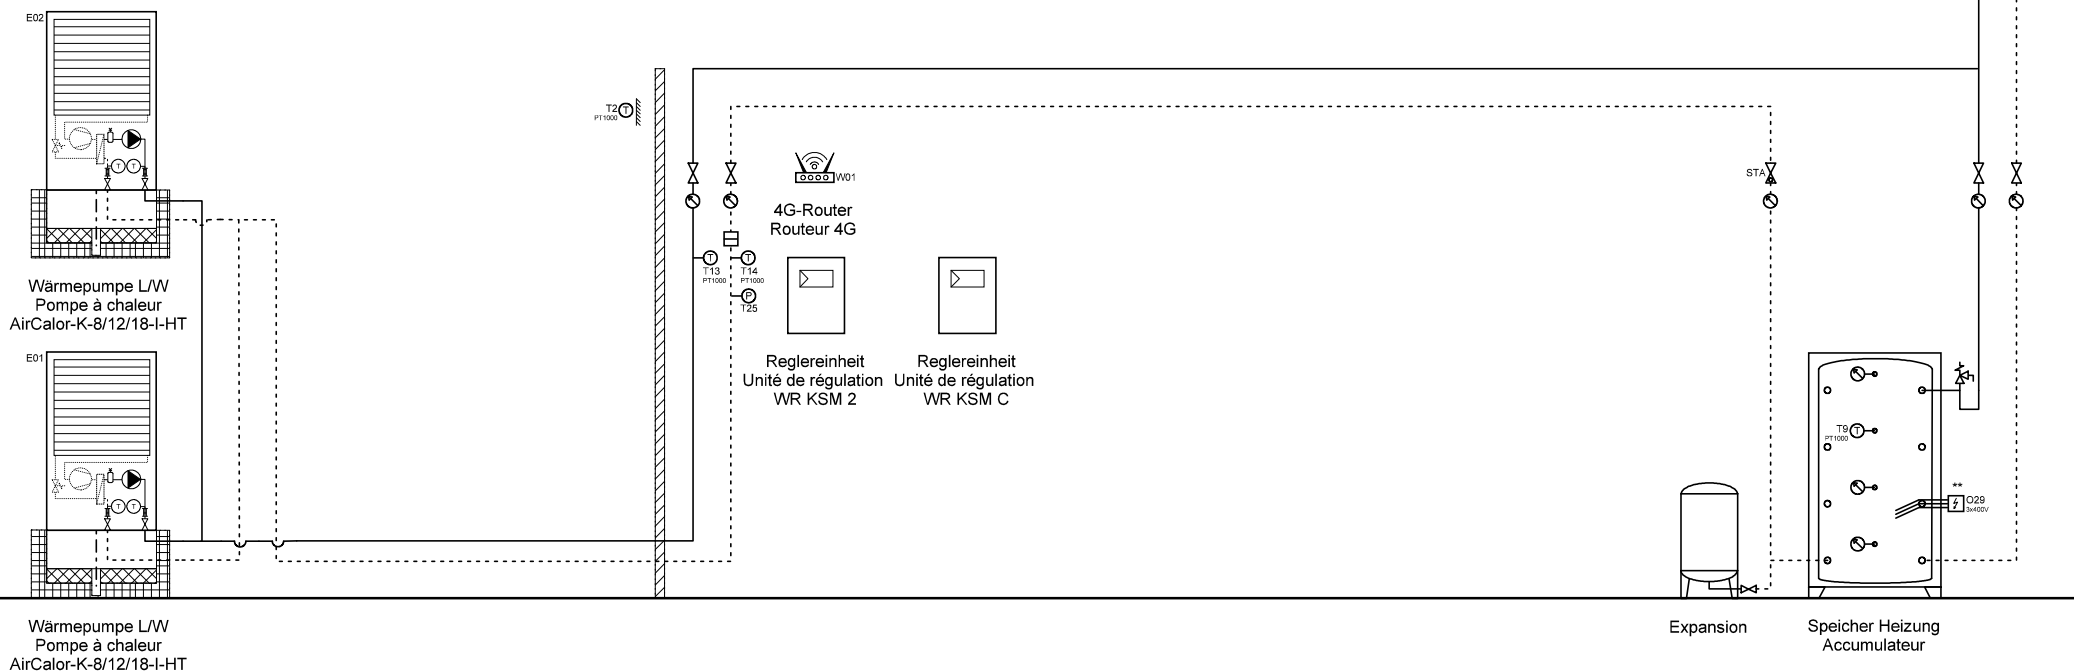 E02
T
T
Wärmepumpe L/W
Pompe à chaleur
AirCalor-K-8/12/18-I-HT
E01
T
T
Wärmepumpe L/W
Pompe à chaleur
AirCalor-K-8/12/18-I-HT
T2
T
PT1000
W01
4G-Router
Routeur 4G
T
T13
PT1000
T
T14
PT1000
P
T25
Reglereinheit
Unité de régulation
WR KSM 2
Reglereinheit
Unité de régulation
WR KSM C
STA
T9
T
PT1000
**
O29
3x400V
Expansion
Speicher Heizung
Accumulateur